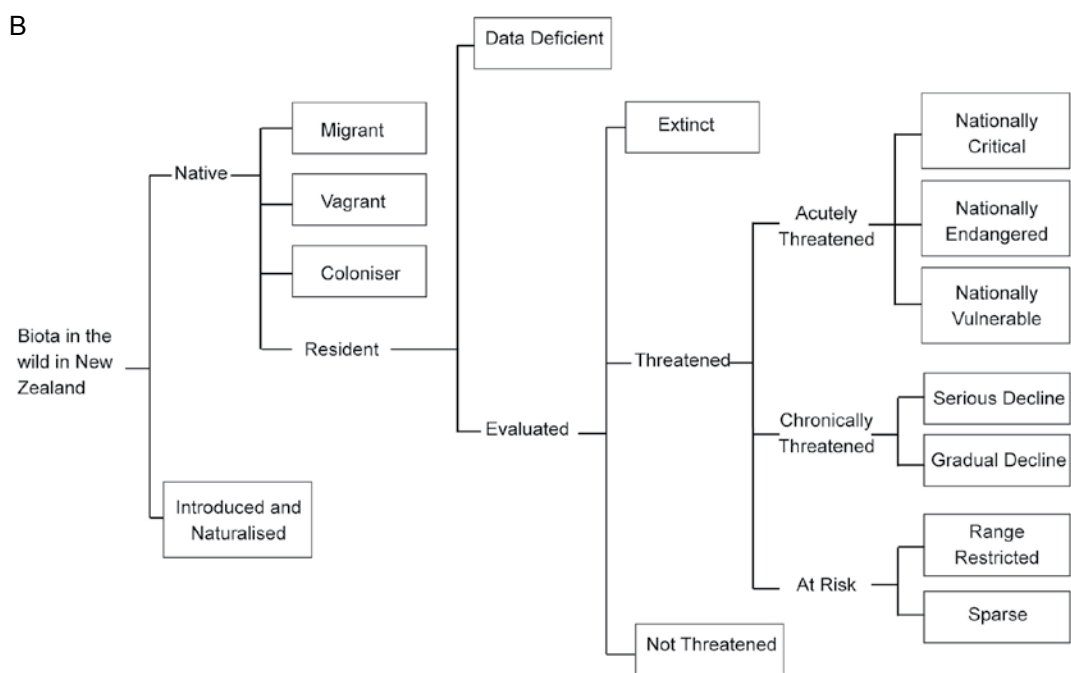 B
Data Deficient
Extinct
Nationally
Critical
Migrant
Native
Vagrant
Acutely
Threatened
Nationally
Endangered
Coloniser
Nationally
Vulnerable
Biota in the
wild in New
Zealand
Resident
Threatened
Serious Decline
Evaluated
Chronically
Threatened
Gradual Decline
Introduced and
Naturalised
Range
Restricted
At Risk
Sparse
Not Threatened